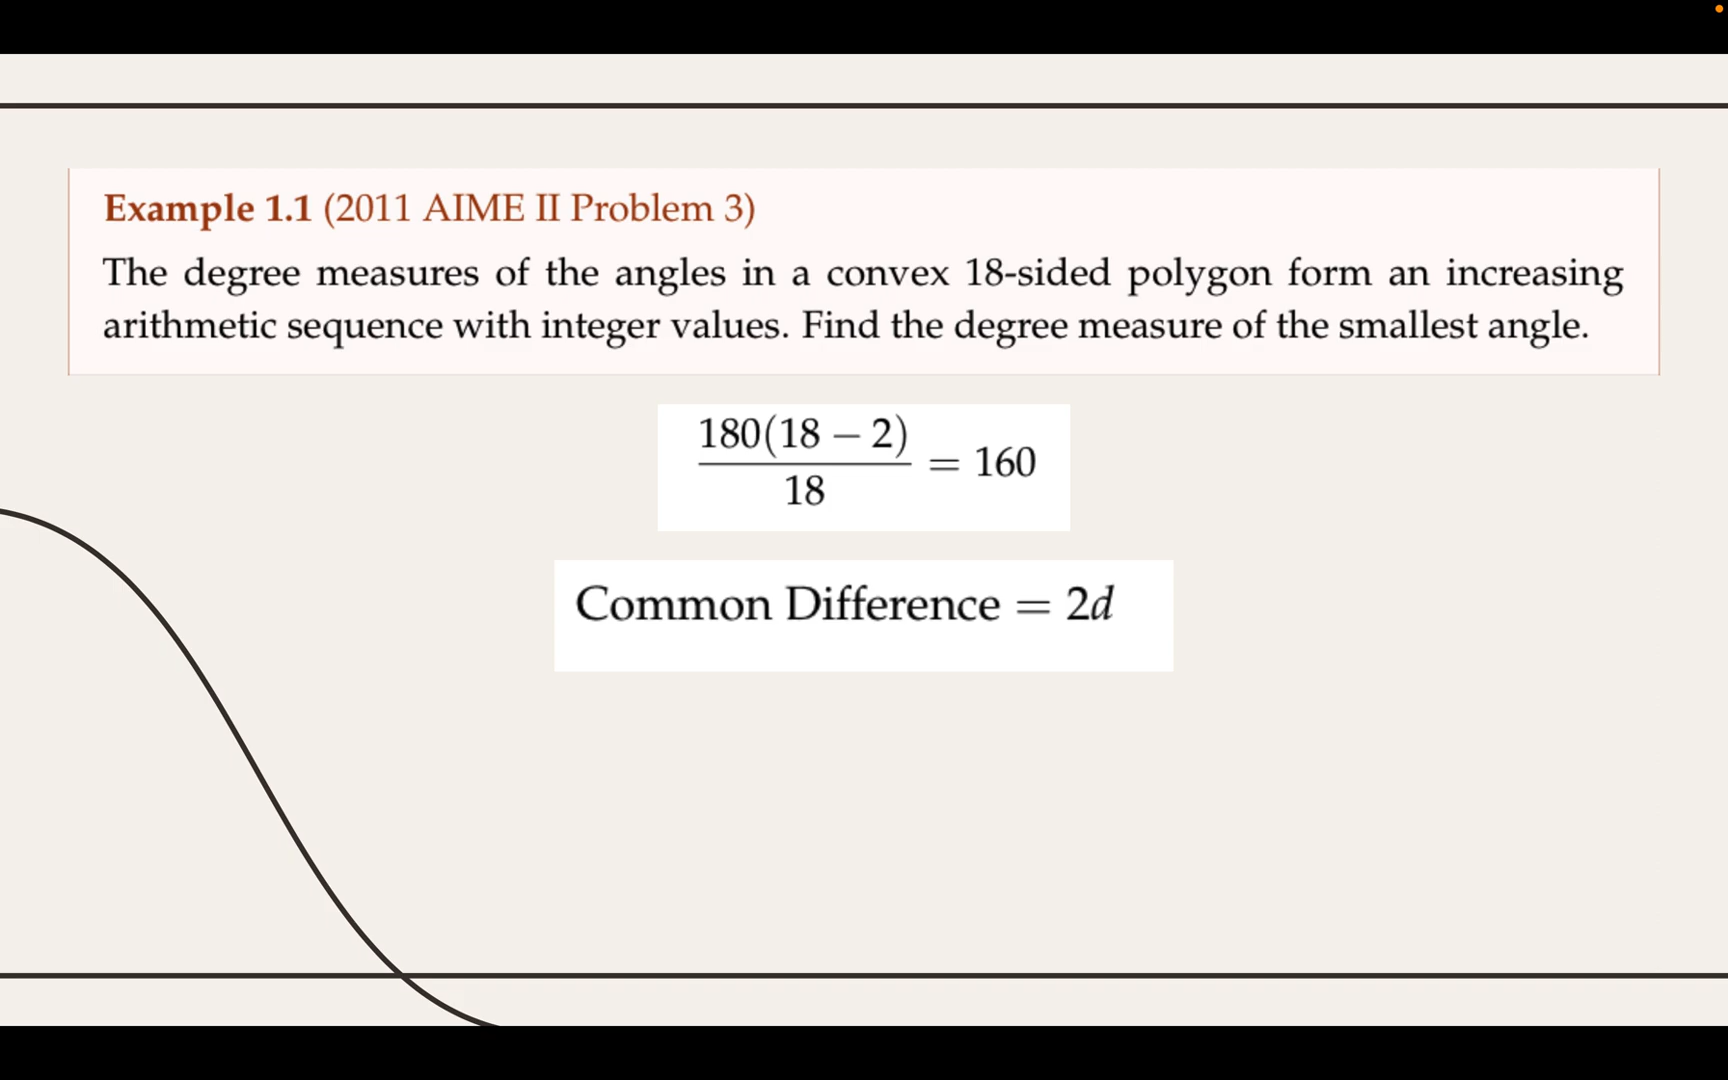 Example 1.1 (2011 AIME II Problem 3)
The degree measures of the angles in a convex 18-sided polygon form an increasing
arithmetic sequence with integer values. Find the degree measure of the smallest angle.
180(18 − 2)
18
= 160
Common Difference = 2d